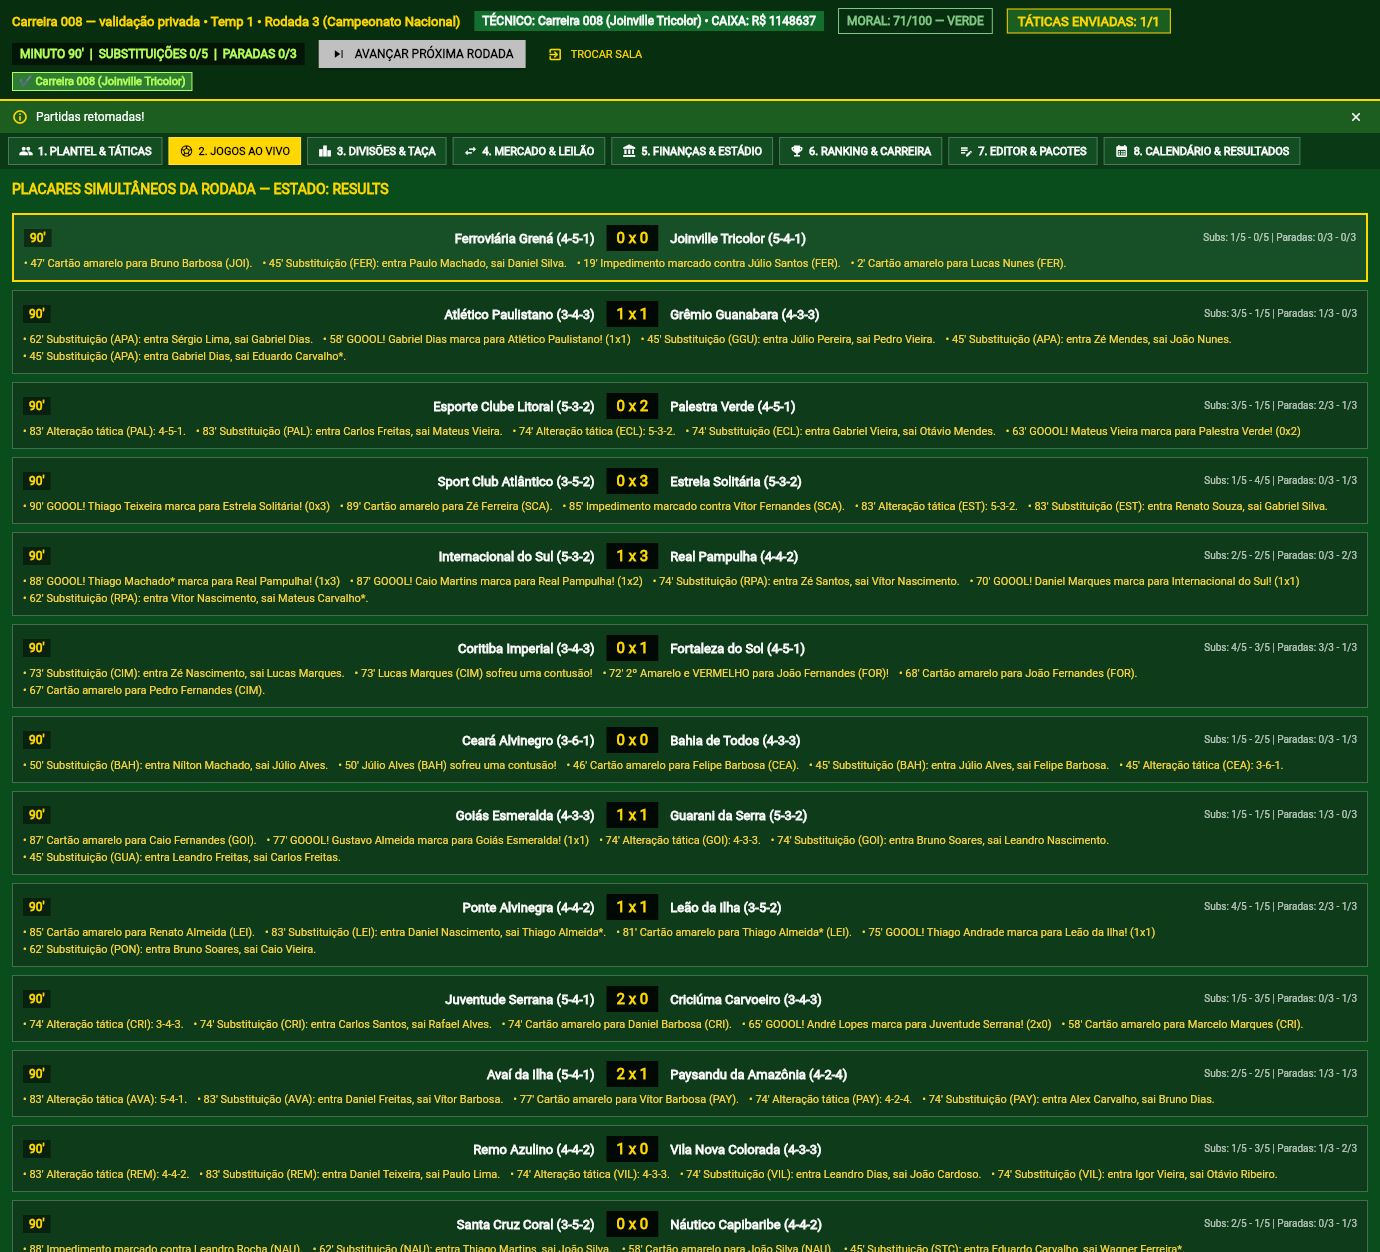 Carreira 008 — validação privada • Temp 1 • Rodada 3 (Campeonato Nacional) TÉCNICO: Carreira 008 (Joinville Tricolor) • CAIXA: R$ 1148637 MORAL: 71/100 — VERDE TÁTICAS ENVIADAS: 1/1
MINUTO 90' | SUBSTITUIÇÕES 0/5 | PARADAS 0/3 AVANÇAR PRÓXIMA RODADA TROCAR SALA
Carreira 008 (Joinville Tricolor)
Partidas retomadas!
1. PLANTEL & TÁTICAS 2. JOGOS AO VIVO 3. DIVISÕES & TAÇA 4. MERCADO & LEILÃO 5. FINANÇAS & ESTÁDIO 6. RANKING & CARREIRA 7. EDITOR & PACOTES 8. CALENDÁRIO & RESULTADOS
PLACARES SIMULTÂNEOS DA RODADA — ESTADO: RESULTS
90' Ferroviária Grená (4-5-1) 0 x 0 Joinville Tricolor (5-4-1) Subs: 1/5 - 0/5 | Paradas: 0/3 - 0/3
• 47' Cartão amarelo para Bruno Barbosa (JOI). • 45' Substituição (FER): entra Paulo Machado, sai Daniel Silva. • 19' Impedimento marcado contra Júlio Santos (FER). • 2' Cartão amarelo para Lucas Nunes (FER).
90' Atlético Paulistano (3-4-3) 1 x 1 Grêmio Guanabara (4-3-3) Subs: 3/5 - 1/5 | Paradas: 1/3 - 0/3
• 62' Substituição (APA): entra Sérgio Lima, sai Gabriel Dias. • 58' GOOOL! Gabriel Dias marca para Atlético Paulistano! (1x1) • 45' Substituição (GGU): entra Júlio Pereira, sai Pedro Vieira. • 45' Substituição (APA): entra Zé Mendes, sai João Nunes.
• 45' Substituição (APA): entra Gabriel Dias, sai Eduardo Carvalho*.
90' Esporte Clube Litoral (5-3-2) 0 x 2 Palestra Verde (4-5-1) Subs: 3/5 - 1/5 | Paradas: 2/3 - 1/3
• 83' Alteração tática (PAL): 4-5-1. • 83' Substituição (PAL): entra Carlos Freitas, sai Mateus Vieira. • 74' Alteração tática (ECL): 5-3-2. • 74' Substituição (ECL): entra Gabriel Vieira, sai Otávio Mendes. • 63' GOOOL! Mateus Vieira marca para Palestra Verde! (0x2)
90' Sport Club Atlântico (3-5-2) 0 x 3 Estrela Solitária (5-3-2) Subs: 1/5 - 4/5 | Paradas: 0/3 - 1/3
• 90' GOOOL! Thiago Teixeira marca para Estrela Solitária! (0x3) • 89' Cartão amarelo para Zé Ferreira (SCA). • 85' Impedimento marcado contra Vítor Fernandes (SCA). • 83' Alteração tática (EST): 5-3-2. • 83' Substituição (EST): entra Renato Souza, sai Gabriel Silva.
90' Internacional do Sul (5-3-2) 1 x 3 Real Pampulha (4-4-2) Subs: 2/5 - 2/5 | Paradas: 0/3 - 2/3
• 88' GOOOL! Thiago Machado* marca para Real Pampulha! (1x3) • 87' GOOOL! Caio Martins marca para Real Pampulha! (1x2) • 74' Substituição (RPA): entra Zé Santos, sai Vítor Nascimento. • 70' GOOOL! Daniel Marques marca para Internacional do Sul! (1x1)
• 62' Substituição (RPA): entra Vítor Nascimento, sai Mateus Carvalho*.
90' Coritiba Imperial (3-4-3) 0 x 1 Fortaleza do Sol (4-5-1) Subs: 4/5 - 3/5 | Paradas: 3/3 - 1/3
• 73' Substituição (CIM): entra Zé Nascimento, sai Lucas Marques. • 73' Lucas Marques (CIM) sofreu uma contusão! • 72' 2º Amarelo e VERMELHO para João Fernandes (FOR)! • 68' Cartão amarelo para João Fernandes (FOR).
• 67' Cartão amarelo para Pedro Fernandes (CIM).
90' Ceará Alvinegro (3-6-1) 0 x 0 Bahia de Todos (4-3-3) Subs: 1/5 - 2/5 | Paradas: 0/3 - 1/3
• 50' Substituição (BAH): entra Nílton Machado, sai Júlio Alves. • 50' Júlio Alves (BAH) sofreu uma contusão! • 46' Cartão amarelo para Felipe Barbosa (CEA). • 45' Substituição (BAH): entra Júlio Alves, sai Felipe Barbosa. • 45' Alteração tática (CEA): 3-6-1.
90' Goiás Esmeralda (4-3-3) 1 x 1 Guarani da Serra (5-3-2) Subs: 1/5 - 1/5 | Paradas: 1/3 - 0/3
• 87' Cartão amarelo para Caio Fernandes (GOI). • 77' GOOOL! Gustavo Almeida marca para Goiás Esmeralda! (1x1) • 74' Alteração tática (GOI): 4-3-3. • 74' Substituição (GOI): entra Bruno Soares, sai Leandro Nascimento.
• 45' Substituição (GUA): entra Leandro Freitas, sai Carlos Freitas.
90' Ponte Alvinegra (4-4-2) 1 x 1 Leão da Ilha (3-5-2) Subs: 4/5 - 1/5 | Paradas: 2/3 - 1/3
• 85' Cartão amarelo para Renato Almeida (LEI). • 83' Substituição (LEI): entra Daniel Nascimento, sai Thiago Almeida*. • 81' Cartão amarelo para Thiago Almeida* (LEI). • 75' GOOOL! Thiago Andrade marca para Leão da Ilha! (1x1)
• 62' Substituição (PON): entra Bruno Soares, sai Caio Vieira.
90' Juventude Serrana (5-4-1) 2 x 0 Criciúma Carvoeiro (3-4-3) Subs: 1/5 - 3/5 | Paradas: 0/3 - 1/3
• 74' Alteração tática (CRI): 3-4-3. • 74' Substituição (CRI): entra Carlos Santos, sai Rafael Alves. • 74' Cartão amarelo para Daniel Barbosa (CRI). • 65' GOOOL! André Lopes marca para Juventude Serrana! (2x0) • 58' Cartão amarelo para Marcelo Marques (CRI).
90' Avaí da Ilha (5-4-1) 2 x 1 Paysandu da Amazônia (4-2-4) Subs: 2/5 - 2/5 | Paradas: 1/3 - 1/3
• 83' Alteração tática (AVA): 5-4-1. • 83' Substituição (AVA): entra Daniel Freitas, sai Vítor Barbosa. • 77' Cartão amarelo para Vítor Barbosa (PAY). • 74' Alteração tática (PAY): 4-2-4. • 74' Substituição (PAY): entra Alex Carvalho, sai Bruno Dias.
90' Remo Azulino (4-4-2) 1 x 0 Vila Nova Colorada (4-3-3) Subs: 1/5 - 3/5 | Paradas: 1/3 - 2/3
• 83' Alteração tática (REM): 4-4-2. • 83' Substituição (REM): entra Daniel Teixeira, sai Paulo Lima. • 74' Alteração tática (VIL): 4-3-3. • 74' Substituição (VIL): entra Leandro Dias, sai João Cardoso. • 74' Substituição (VIL): entra Igor Vieira, sai Otávio Ribeiro.
90' Santa Cruz Coral (3-5-2) 0 x 0 Náutico Capibaribe (4-4-2) Subs: 2/5 - 1/5 | Paradas: 0/3 - 1/3
• 88' Impedimento marcado contra Leandro Rocha (NAU). • 62' Substituição (NAU): entra Thiago Martins, sai João Silva. • 58' Cartão amarelo para João Silva (NAU). • 45' Substituição (STC): entra Eduardo Carvalho, sai Wagner Ferreira*.